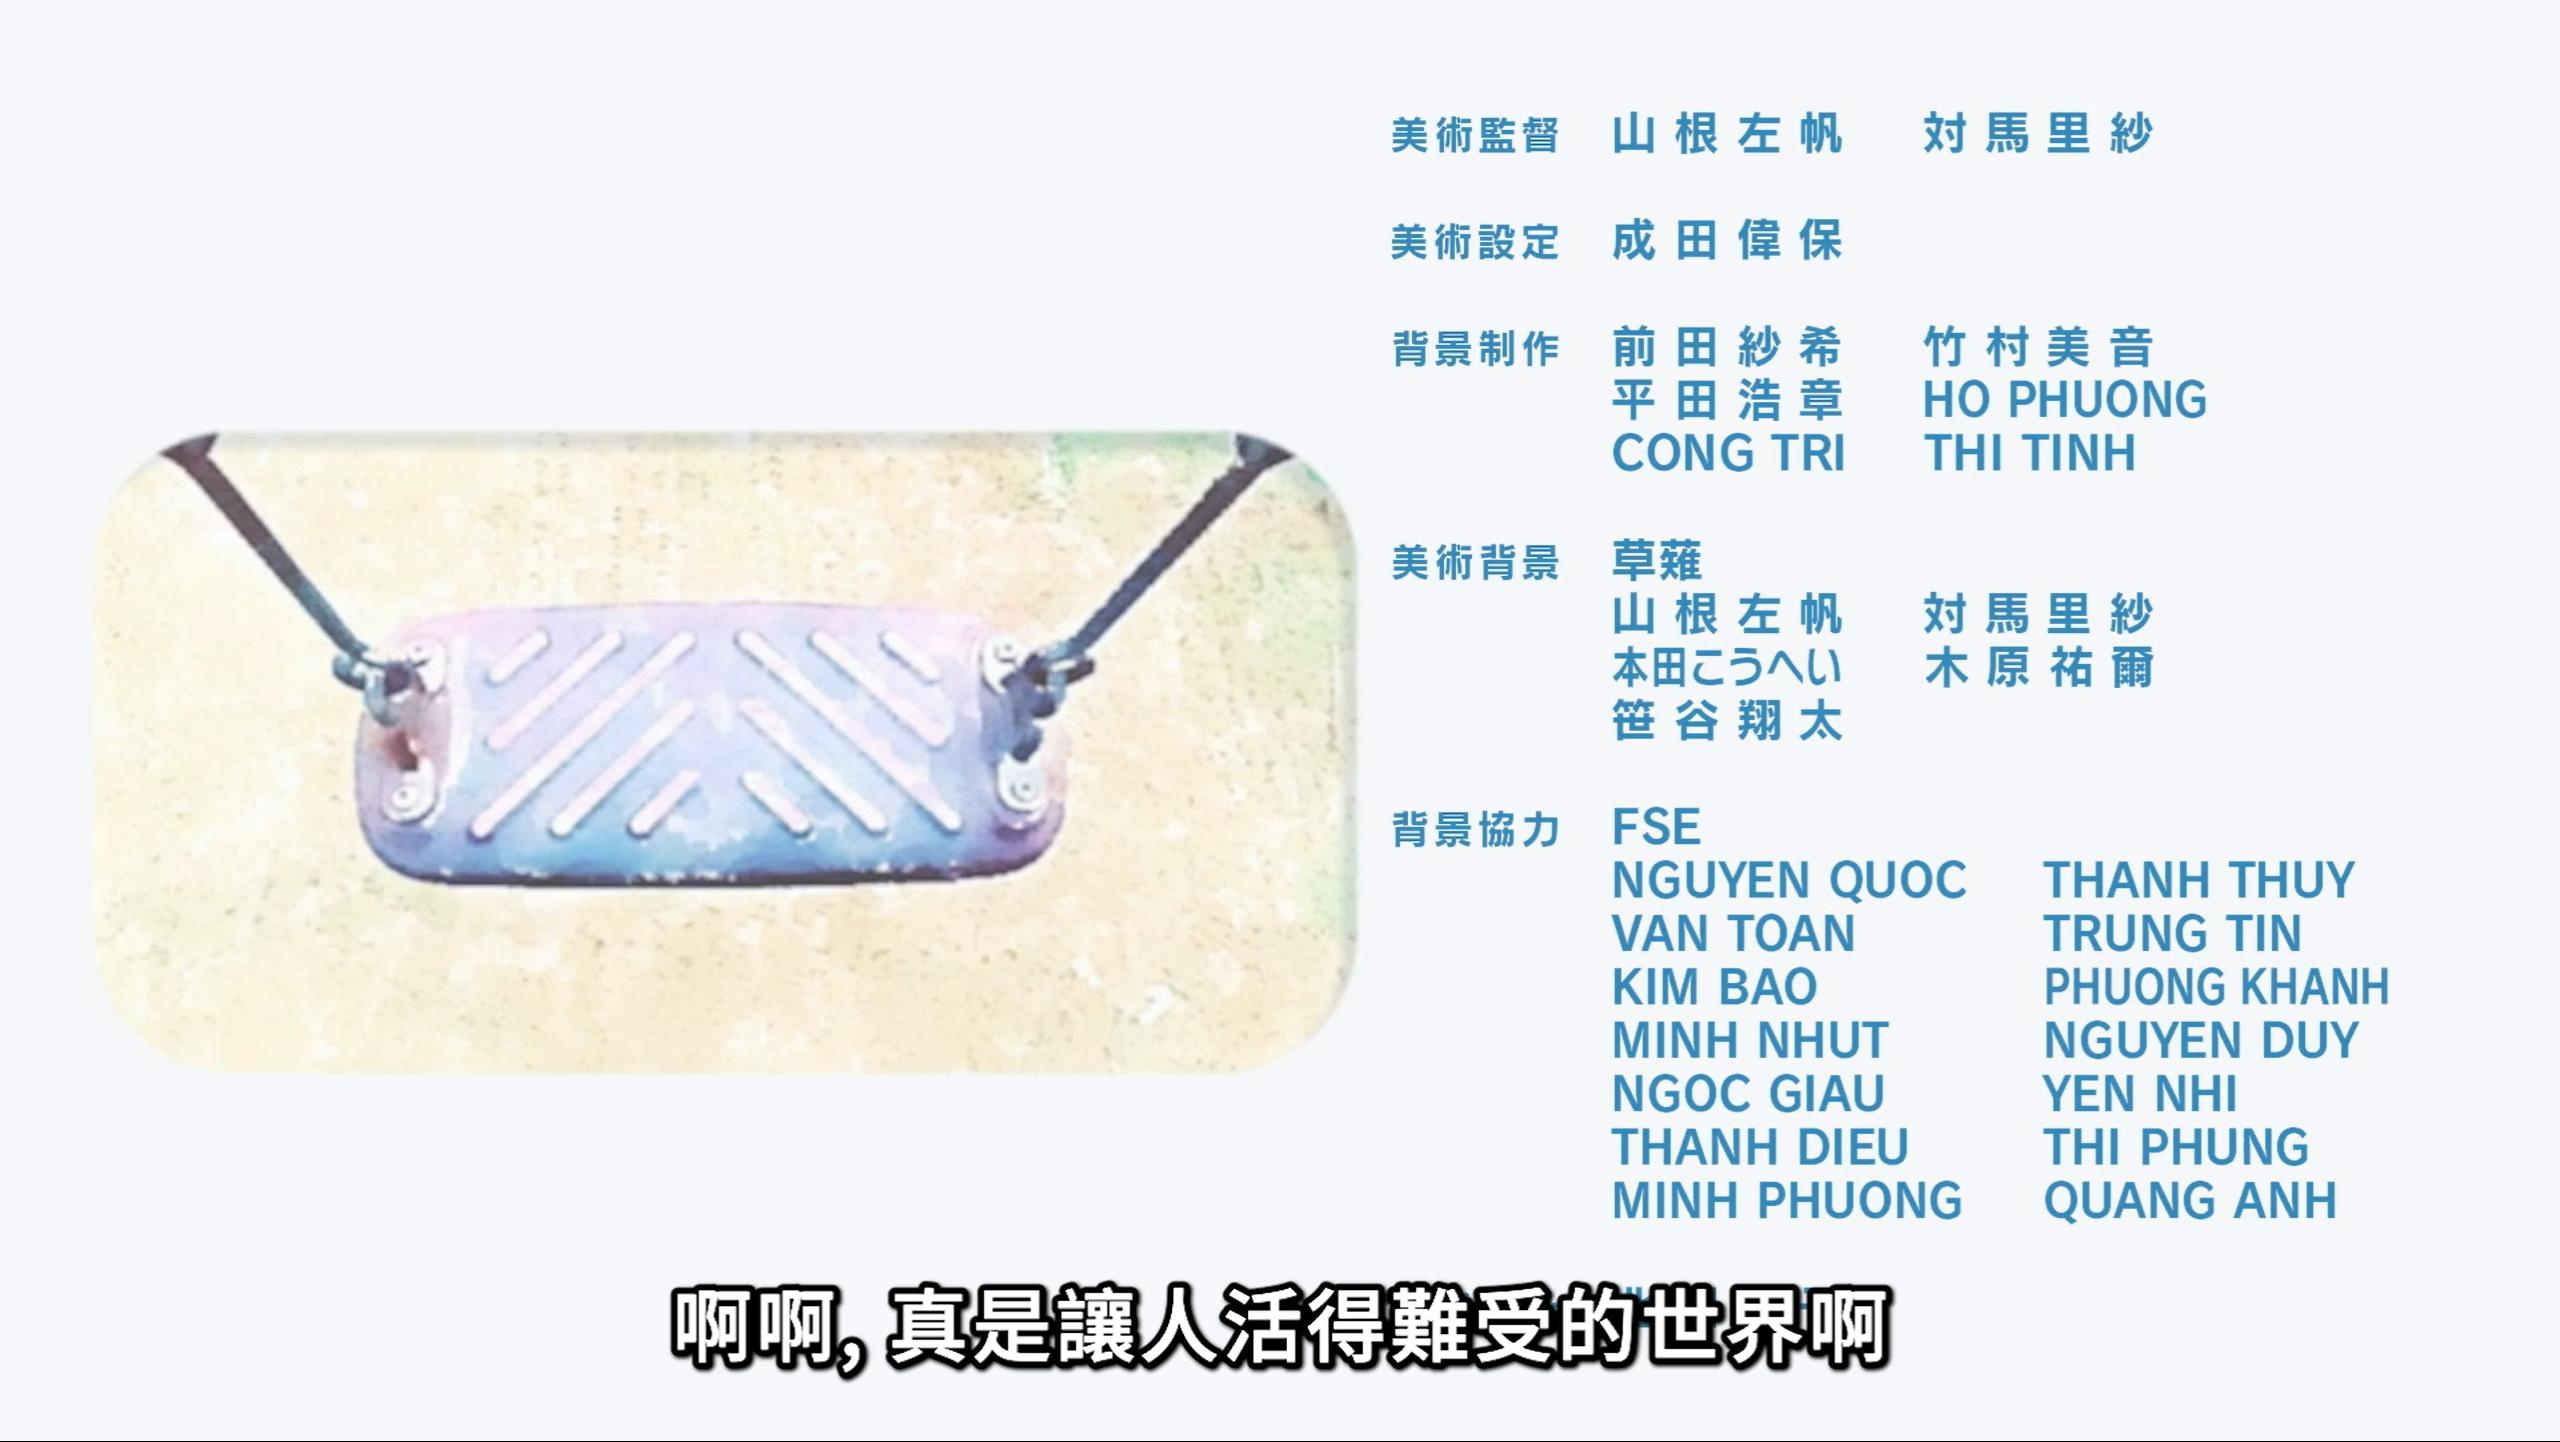 美術監督 山根左帆 対馬里紗
美術設定 成田偉保
背景制作 前田紗希 竹村美音
平田浩章 HO PHUONG
CONG TRI THI TINH
美術背景 草薙
山根左帆 対馬里紗
本田こうへい 木原祐爾
笹谷翔太
背景協力 FSE
NGUYEN QUOC THANH THUY
VAN TOAN TRUNG TIN
KIM BAO PHUONG KHANH
MINH NHUT NGUYEN DUY
NGOC GIAU YEN NHI
THANH DIEU THI PHUNG
MINH PHUONG QUANG ANH
啊啊, 真是讓人活得難受的世界啊